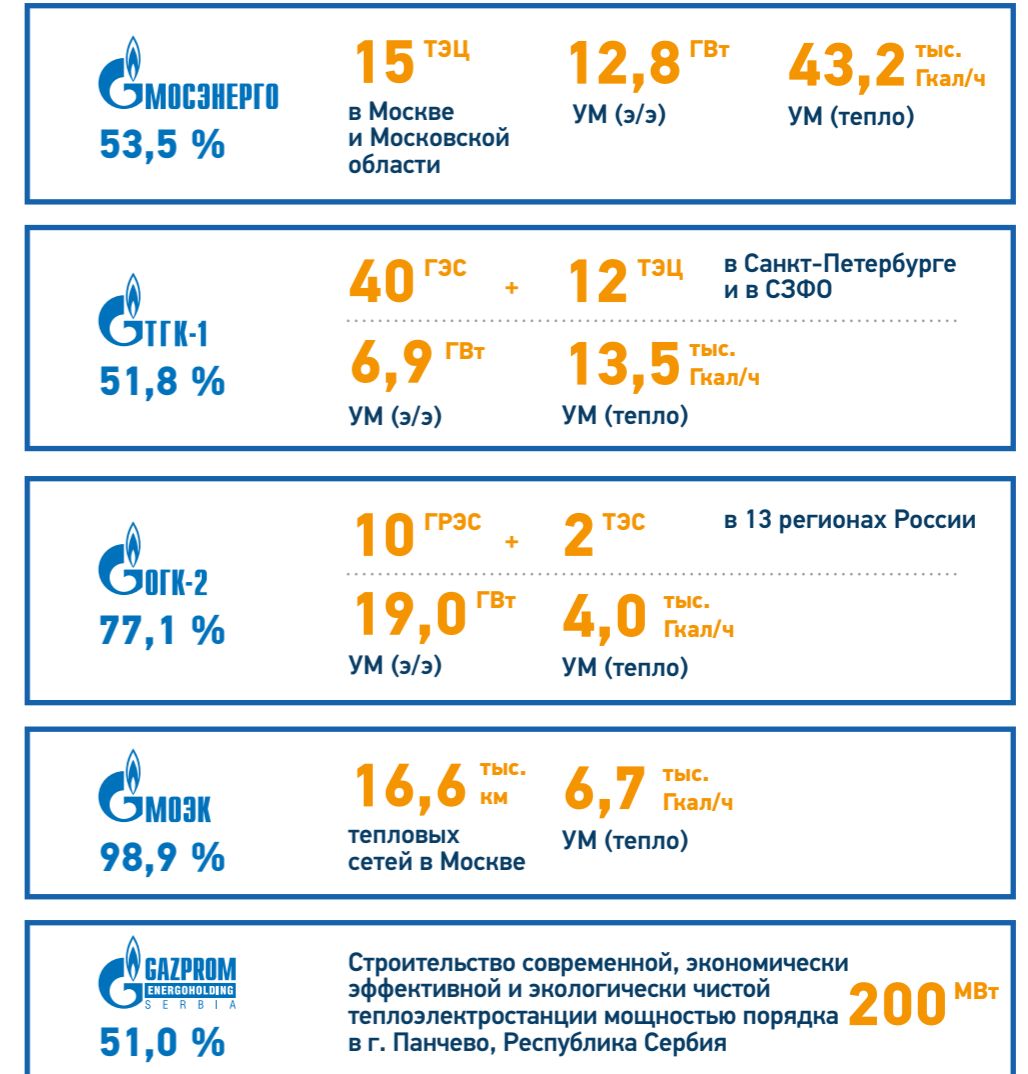 МОСЭНЕРГО
53,5 %
15 ТЭЦ
в Москве
и Московской
области
12,8 ГВт
УМ (э/э)
43,2 тыс. Гкал/ч
УМ (тепло)
ТГК-1
51,8 %
40 ГЭС + 12 ТЭЦ
в Санкт-Петербурге
и в СЗФО
6,9 ГВт
УМ (э/э)
13,5 тыс. Гкал/ч
УМ (тепло)
ОГК-2
77,1 %
10 ГРЭС + 2 ТЭС
в 13 регионах России
19,0 ГВт
УМ (э/э)
4,0 тыс. Гкал/ч
УМ (тепло)
МОЭК
98,9 %
16,6 тыс. км
тепловых
сетей в Москве
6,7 тыс. Гкал/ч
УМ (тепло)
GAZPROM
ENERGOHOLDING
SERBIA
51,0 %
Строительство современной, экономически
эффективной и экологически чистой
теплоэлектростанции мощностью порядка 200 МВт
в г. Панчево, Республика Сербия